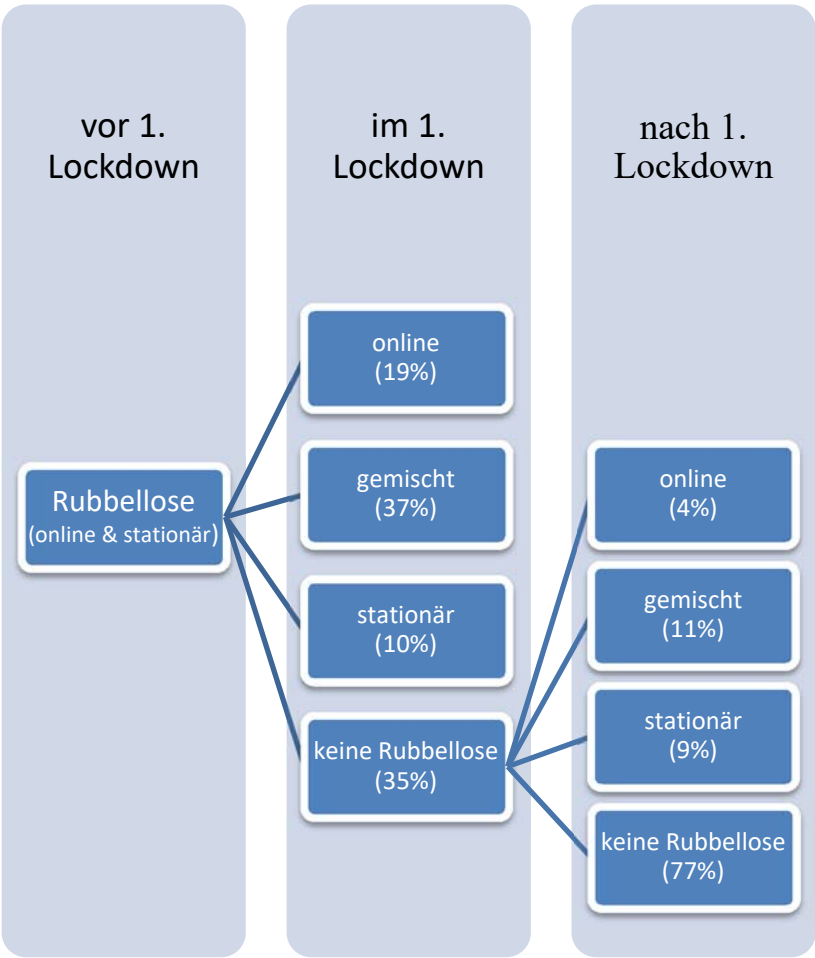 vor 1.
Lockdown
im 1.
Lockdown
nach 1.
Lockdown
Rubbellose
(online & stationär)
online
(19%)
gemischt
(37%)
stationär
(10%)
keine Rubbellose
(35%)
online
(4%)
gemischt
(11%)
stationär
(9%)
keine Rubbellose
(77%)